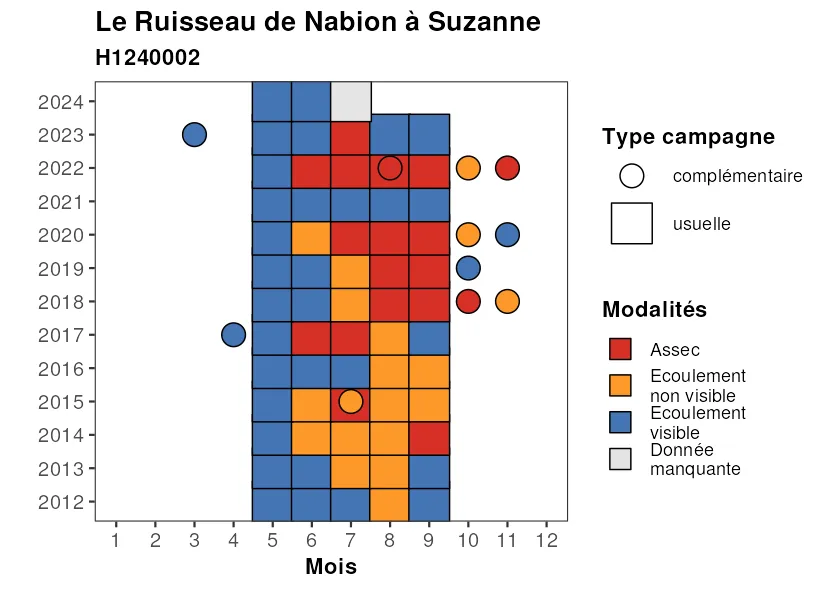 Le Ruisseau de Nabion à Suzanne
H1240002
2024
2023
2022
2021
2020
2019
2018
2017
2016
2015
2014
2013
2012
1 2 3 4 5 6 7 8 9 10 11 12
Mois
Type campagne
complémentaire
usuelle
Modalités
Assec
Ecoulement
non visible
Ecoulement
visible
Donnée
manquante